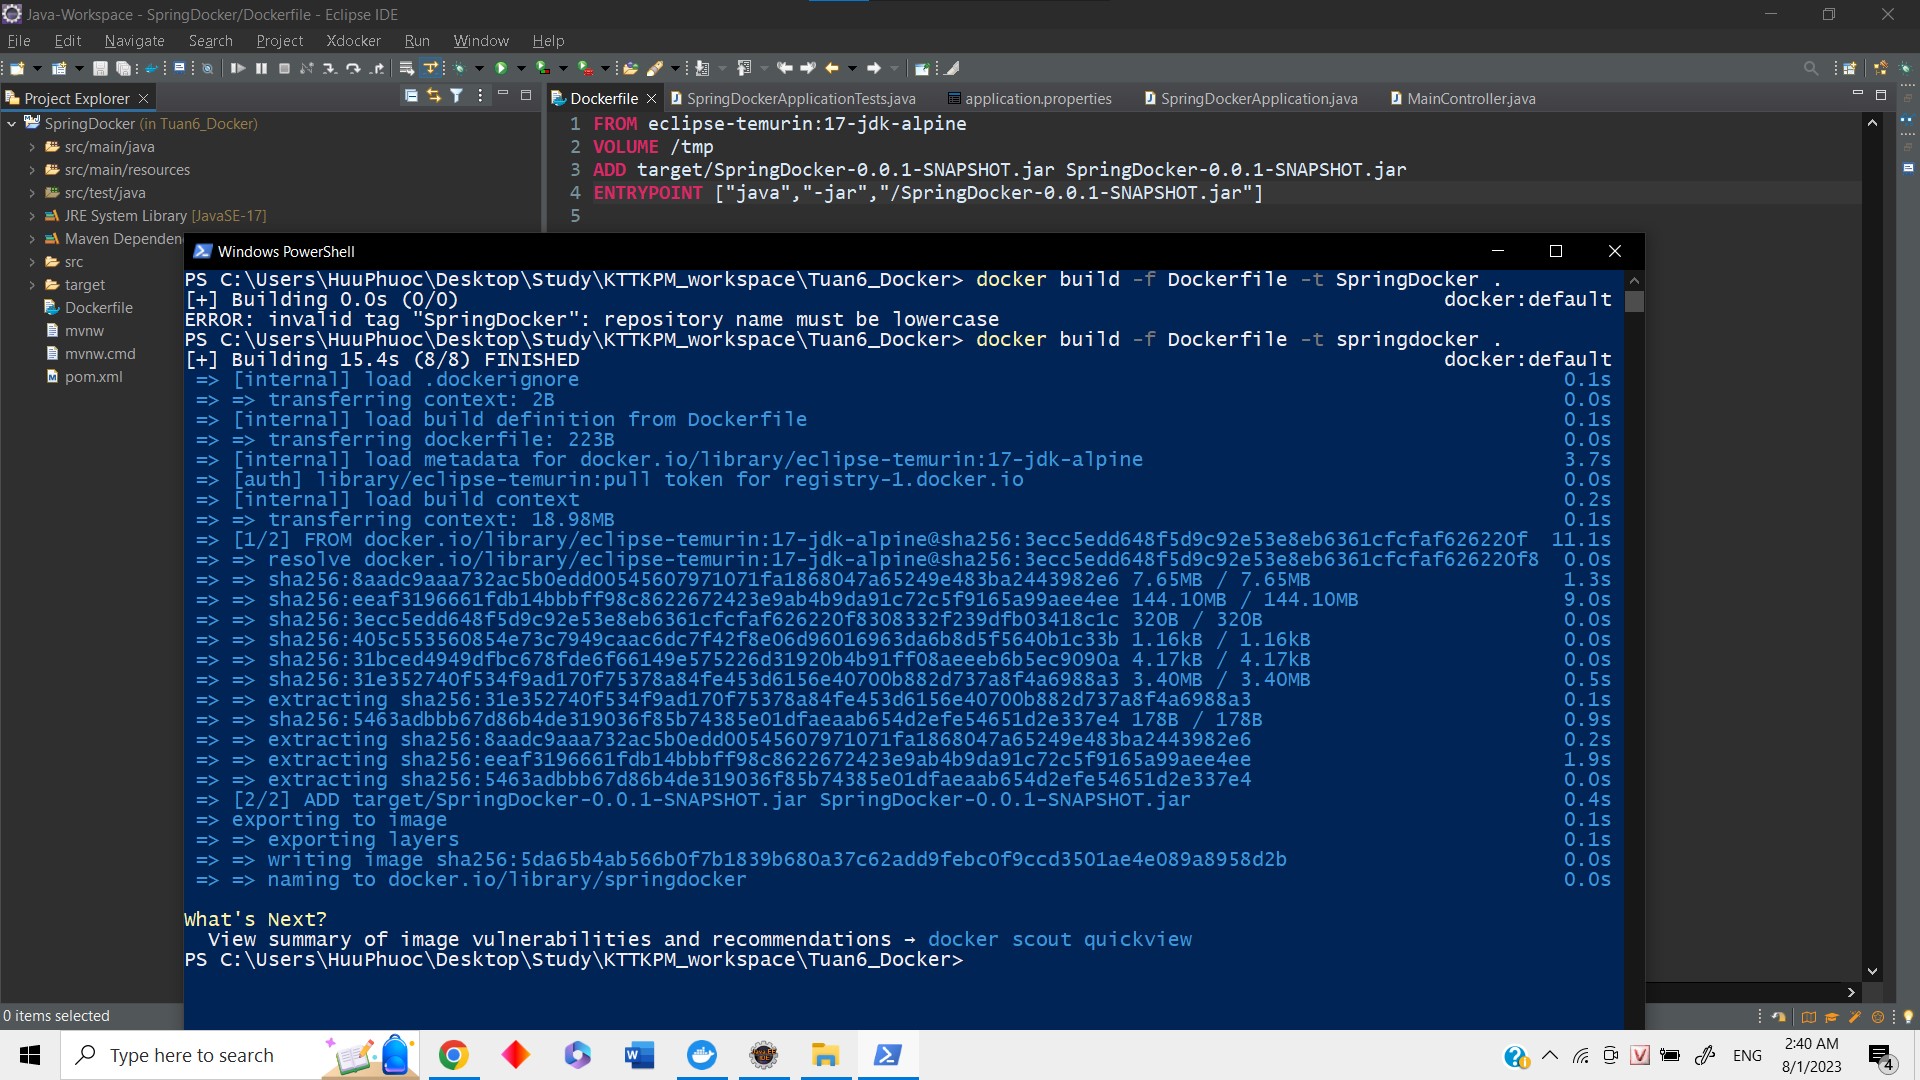 Java-Workspace - SpringDocker/Dockerfile - Eclipse IDE
File Edit Navigate Search Project Xdocker Run Window Help
Project Explorer
Dockerfile SpringDockerApplicationTests.java application.properties SpringDockerApplication.java MainController.java
SpringDocker (in Tuan6_Docker)
src/main/java
src/main/resources
src/test/java
JRE System Library [JavaSE-17]
Maven Dependen
src
target
Dockerfile
mvnw
mvnw.cmd
pom.xml
1 FROM eclipse-temurin:17-jdk-alpine
2 VOLUME /tmp
3 ADD target/SpringDocker-0.0.1-SNAPSHOT.jar SpringDocker-0.0.1-SNAPSHOT.jar
4 ENTRYPOINT ["java","-jar","/SpringDocker-0.0.1-SNAPSHOT.jar"]
5
Windows PowerShell
PS C:\Users\HuuPhuoc\Desktop\Study\KTTKPM_workspace\Tuan6_Docker> docker build -f Dockerfile -t SpringDocker .
[+] Building 0.0s (0/0) docker:default
ERROR: invalid tag "SpringDocker": repository name must be lowercase
PS C:\Users\HuuPhuoc\Desktop\Study\KTTKPM_workspace\Tuan6_Docker> docker build -f Dockerfile -t springdocker .
[+] Building 15.4s (8/8) FINISHED docker:default
=> [internal] load .dockerignore 0.1s
=> => transferring context: 2B 0.0s
=> [internal] load build definition from Dockerfile 0.1s
=> => transferring dockerfile: 223B 0.0s
=> [internal] load metadata for docker.io/library/eclipse-temurin:17-jdk-alpine 3.7s
=> [auth] library/eclipse-temurin:pull token for registry-1.docker.io 0.0s
=> [internal] load build context 0.2s
=> => transferring context: 18.98MB 0.1s
=> [1/2] FROM docker.io/library/eclipse-temurin:17-jdk-alpine@sha256:3ecc5edd648f5d9c92e53e8eb6361cfcfaf626220f 11.1s
=> => resolve docker.io/library/eclipse-temurin:17-jdk-alpine@sha256:3ecc5edd648f5d9c92e53e8eb6361cfcfaf626220f8 0.0s
=> => sha256:8aadc9aaa732ac5b0edd00545607971071fa1868047a65249e483ba2443982e6 7.65MB / 7.65MB 1.3s
=> => sha256:eeaf3196661fdb14bbbff98c8622672423e9ab4b9da91c72c5f9165a99aee4ee 144.10MB / 144.10MB 9.0s
=> => sha256:3ecc5edd648f5d9c92e53e8eb6361cfcfaf626220f8308332f239dfb03418c1c 320B / 320B 0.0s
=> => sha256:405c553560854e73c7949caac6dc7f42f8e06d96016963da6b8d5f5640b1c33b 1.16kB / 1.16kB 0.0s
=> => sha256:31bced4949dfbc678fde6f66149e575226d31920b4b91ff08aeeeb6b5ec9090a 4.17kB / 4.17kB 0.0s
=> => sha256:31e352740f534f9ad170f75378a84fe453d6156e40700b882d737a8f4a6988a3 3.40MB / 3.40MB 0.5s
=> => extracting sha256:31e352740f534f9ad170f75378a84fe453d6156e40700b882d737a8f4a6988a3 0.1s
=> => sha256:5463adbbb67d86b4de319036f85b74385e01dfaeaab654d2efe54651d2e337e4 178B / 178B 0.9s
=> => extracting sha256:8aadc9aaa732ac5b0edd00545607971071fa1868047a65249e483ba2443982e6 0.2s
=> => extracting sha256:eeaf3196661fdb14bbbff98c8622672423e9ab4b9da91c72c5f9165a99aee4ee 1.9s
=> => extracting sha256:5463adbbb67d86b4de319036f85b74385e01dfaeaab654d2efe54651d2e337e4 0.0s
=> [2/2] ADD target/SpringDocker-0.0.1-SNAPSHOT.jar SpringDocker-0.0.1-SNAPSHOT.jar 0.4s
=> exporting to image 0.1s
=> => exporting layers 0.1s
=> => writing image sha256:5da65b4ab566b0f7b1839b680a37c62add9febc0f9ccd3501ae4e089a8958d2b 0.0s
=> => naming to docker.io/library/springdocker 0.0s
What's Next?
View summary of image vulnerabilities and recommendations → docker scout quickview
PS C:\Users\HuuPhuoc\Desktop\Study\KTTKPM_workspace\Tuan6_Docker>
0 items selected
Type here to search
ENG
2:40 AM
8/1/2023
4